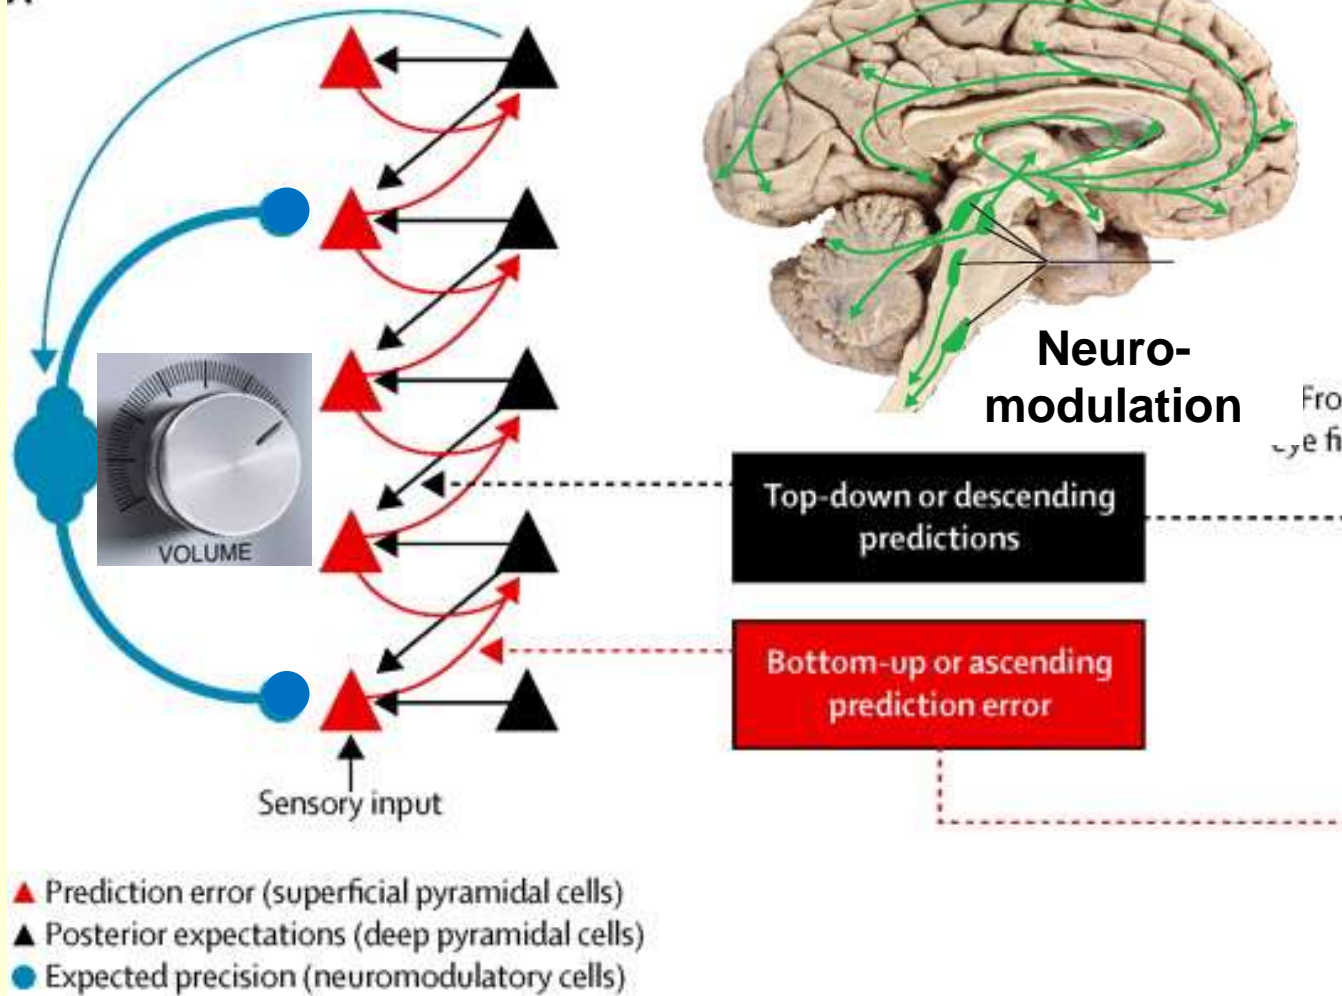 VOLUME
Neuro-
modulation
Top-down or descending
predictions
Bottom-up or ascending
prediction error
Sensory input
Prediction error (superficial pyramidal cells)
Posterior expectations (deep pyramidal cells)
Expected precision (neuromodulatory cells)